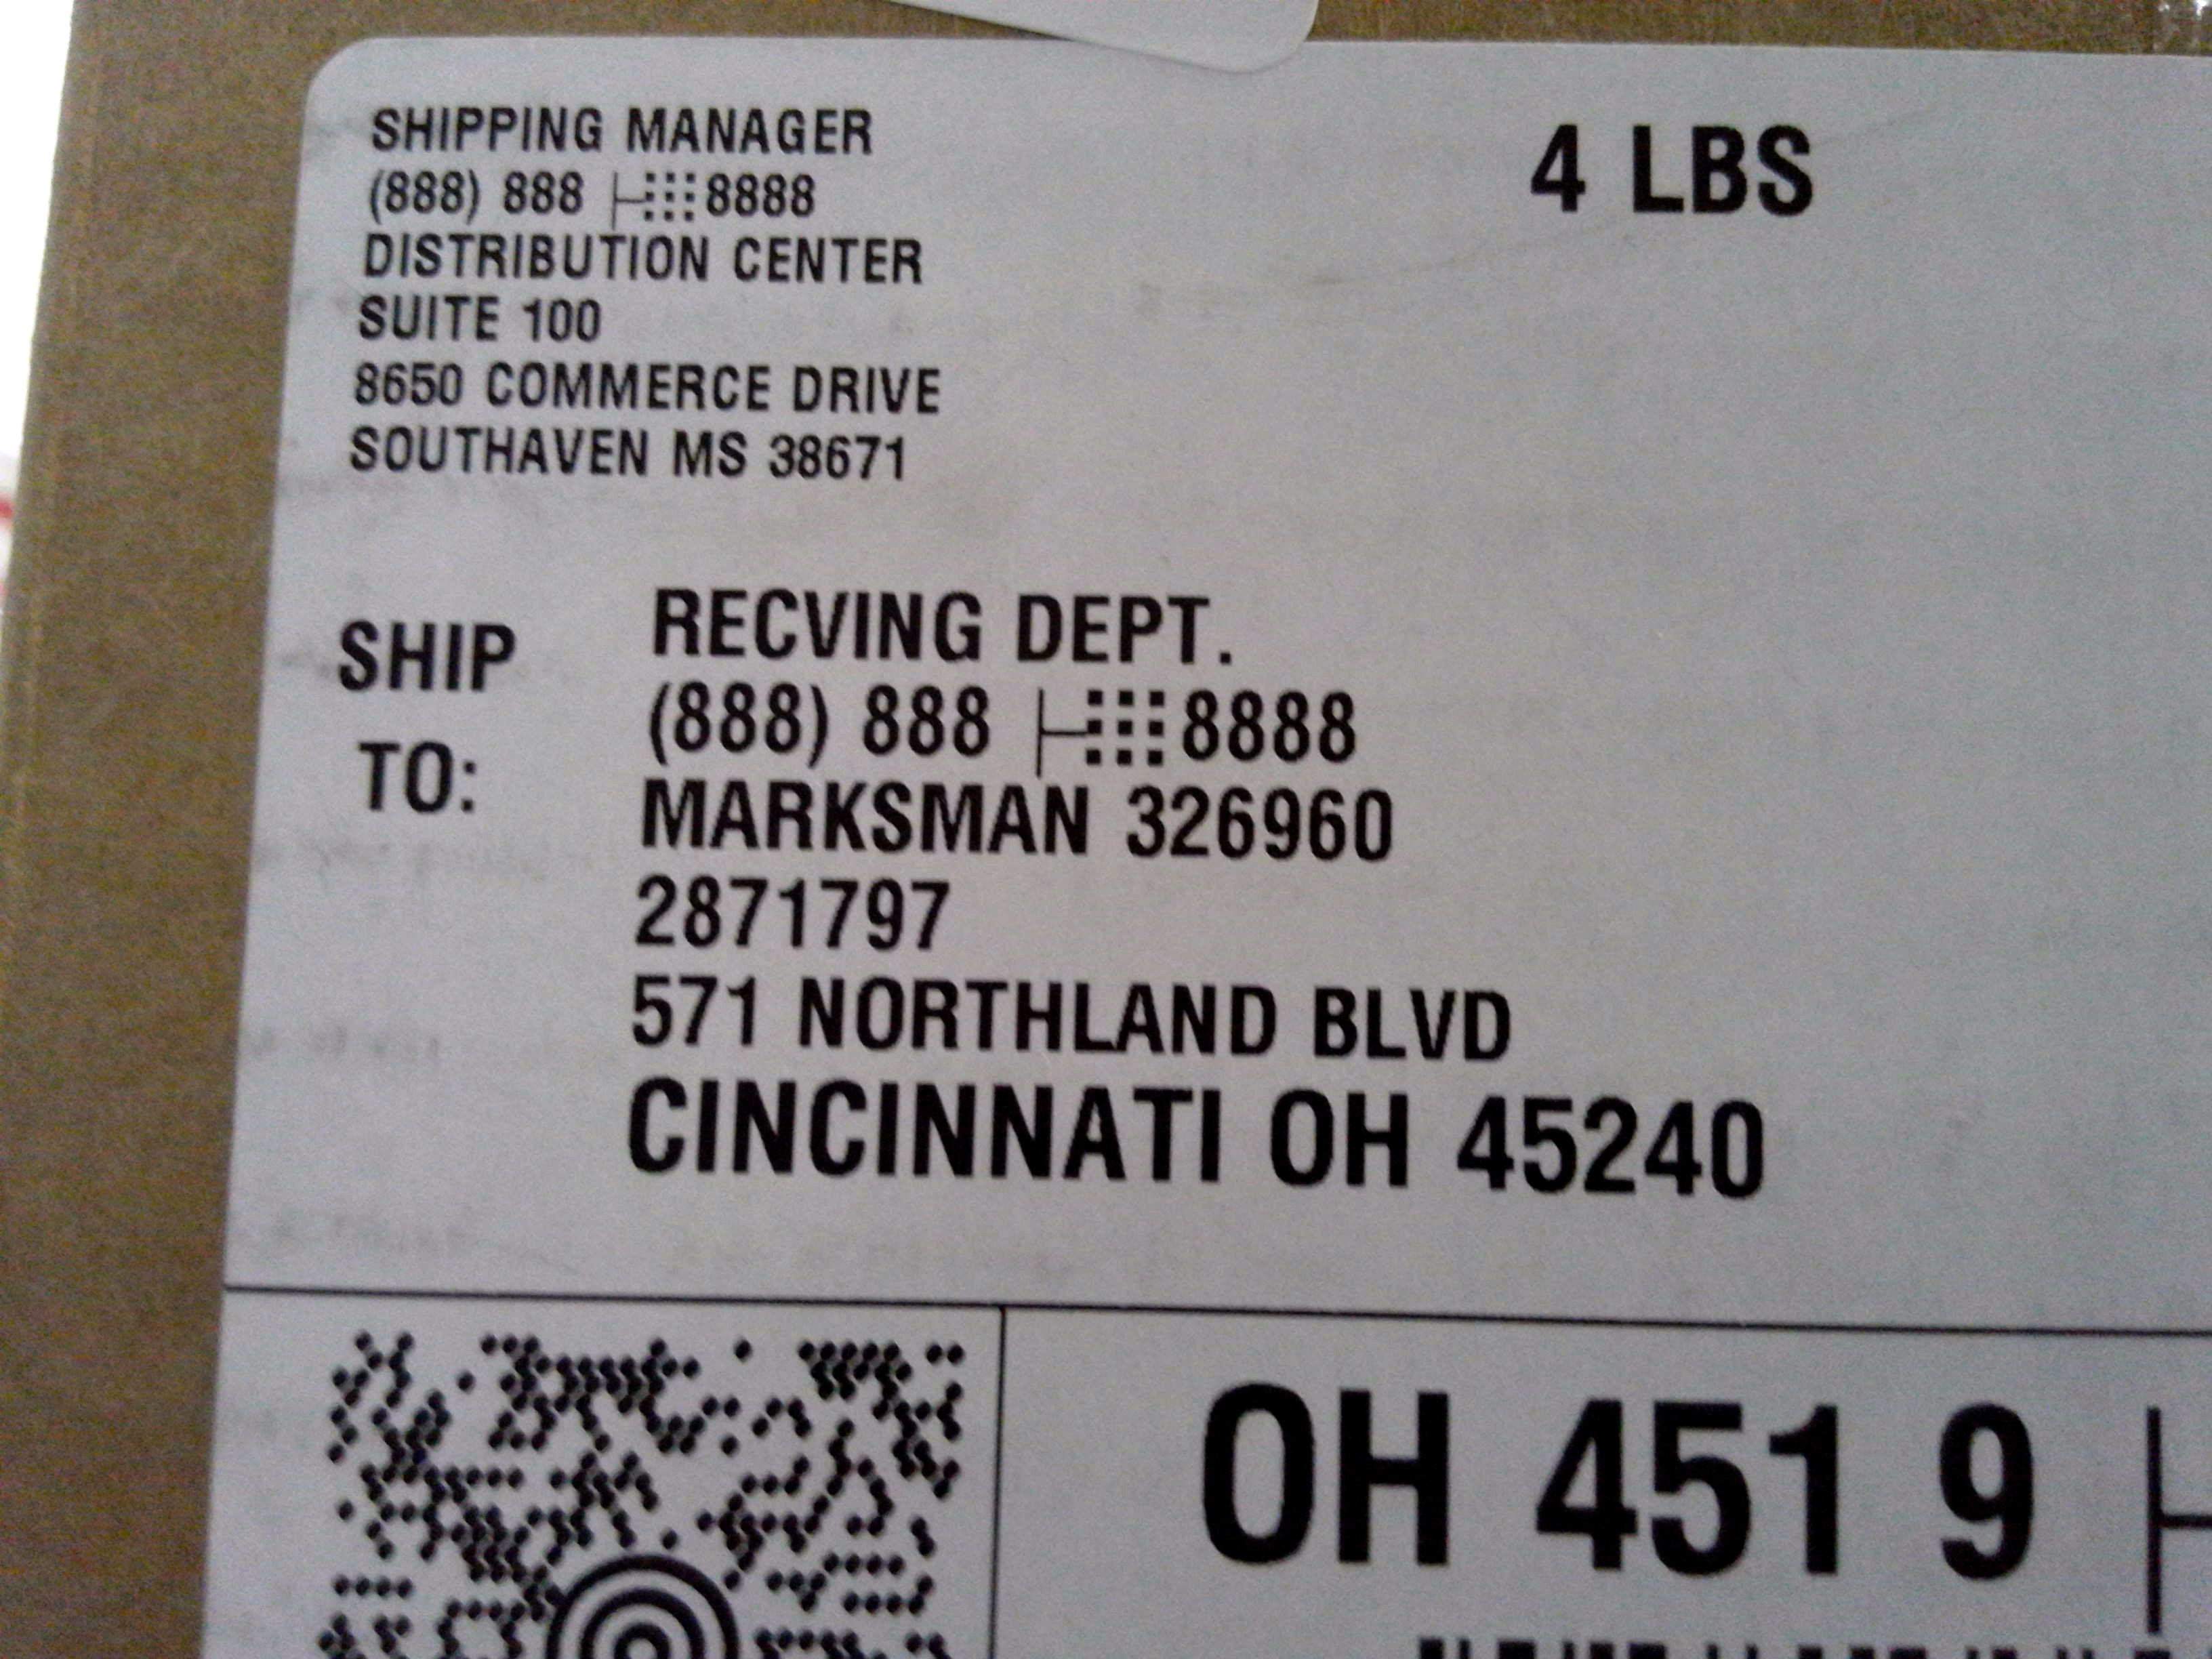 SHIPPING MANAGER
4 LBS
(888) 888 8888
DISTRIBUTION CENTER
SUITE 100
8650 COMMERCE DRIVE
SOUTHAVEN MS 38671
SHIP TO:
RECVING DEPT.
(888) 888 8888
MARKSMAN 326960
2871797
571 NORTHLAND BLVD
CINCINNATI OH 45240
OH 451 9